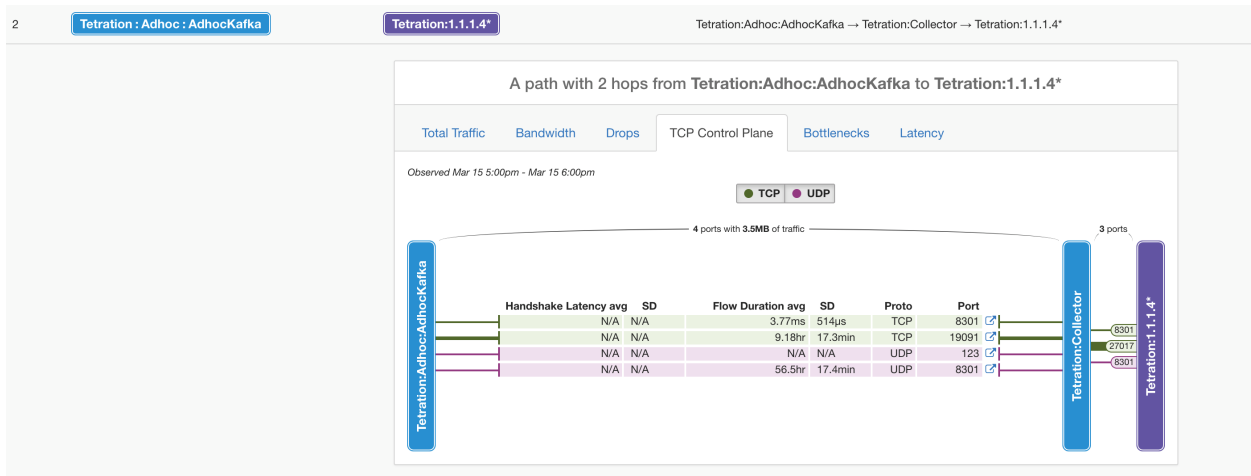 2 Tetration : Adhoc : AdhocKafka Tetration:1.1.1.4* Tetration:Adhoc:AdhocKafka → Tetration:Collector → Tetration:1.1.1.4*
A path with 2 hops from Tetration:Adhoc:AdhocKafka to Tetration:1.1.1.4*
Total Traffic Bandwidth Drops TCP Control Plane Bottlenecks Latency
Observed Mar 15 5:00pm - Mar 15 6:00pm
TCP UDP
4 ports with 3.5MB of traffic 3 ports
Tetration:Adhoc:AdhocKafka
Handshake Latency avg SD Flow Duration avg SD Proto Port
N/A N/A 3.77ms 514µs TCP 8301
N/A N/A 9.18hr 17.3min TCP 19091
N/A N/A N/A N/A UDP 123
N/A N/A 56.5hr 17.4min UDP 8301
Tetration:Collector
8301
27017
8301
Tetration:1.1.1.4*